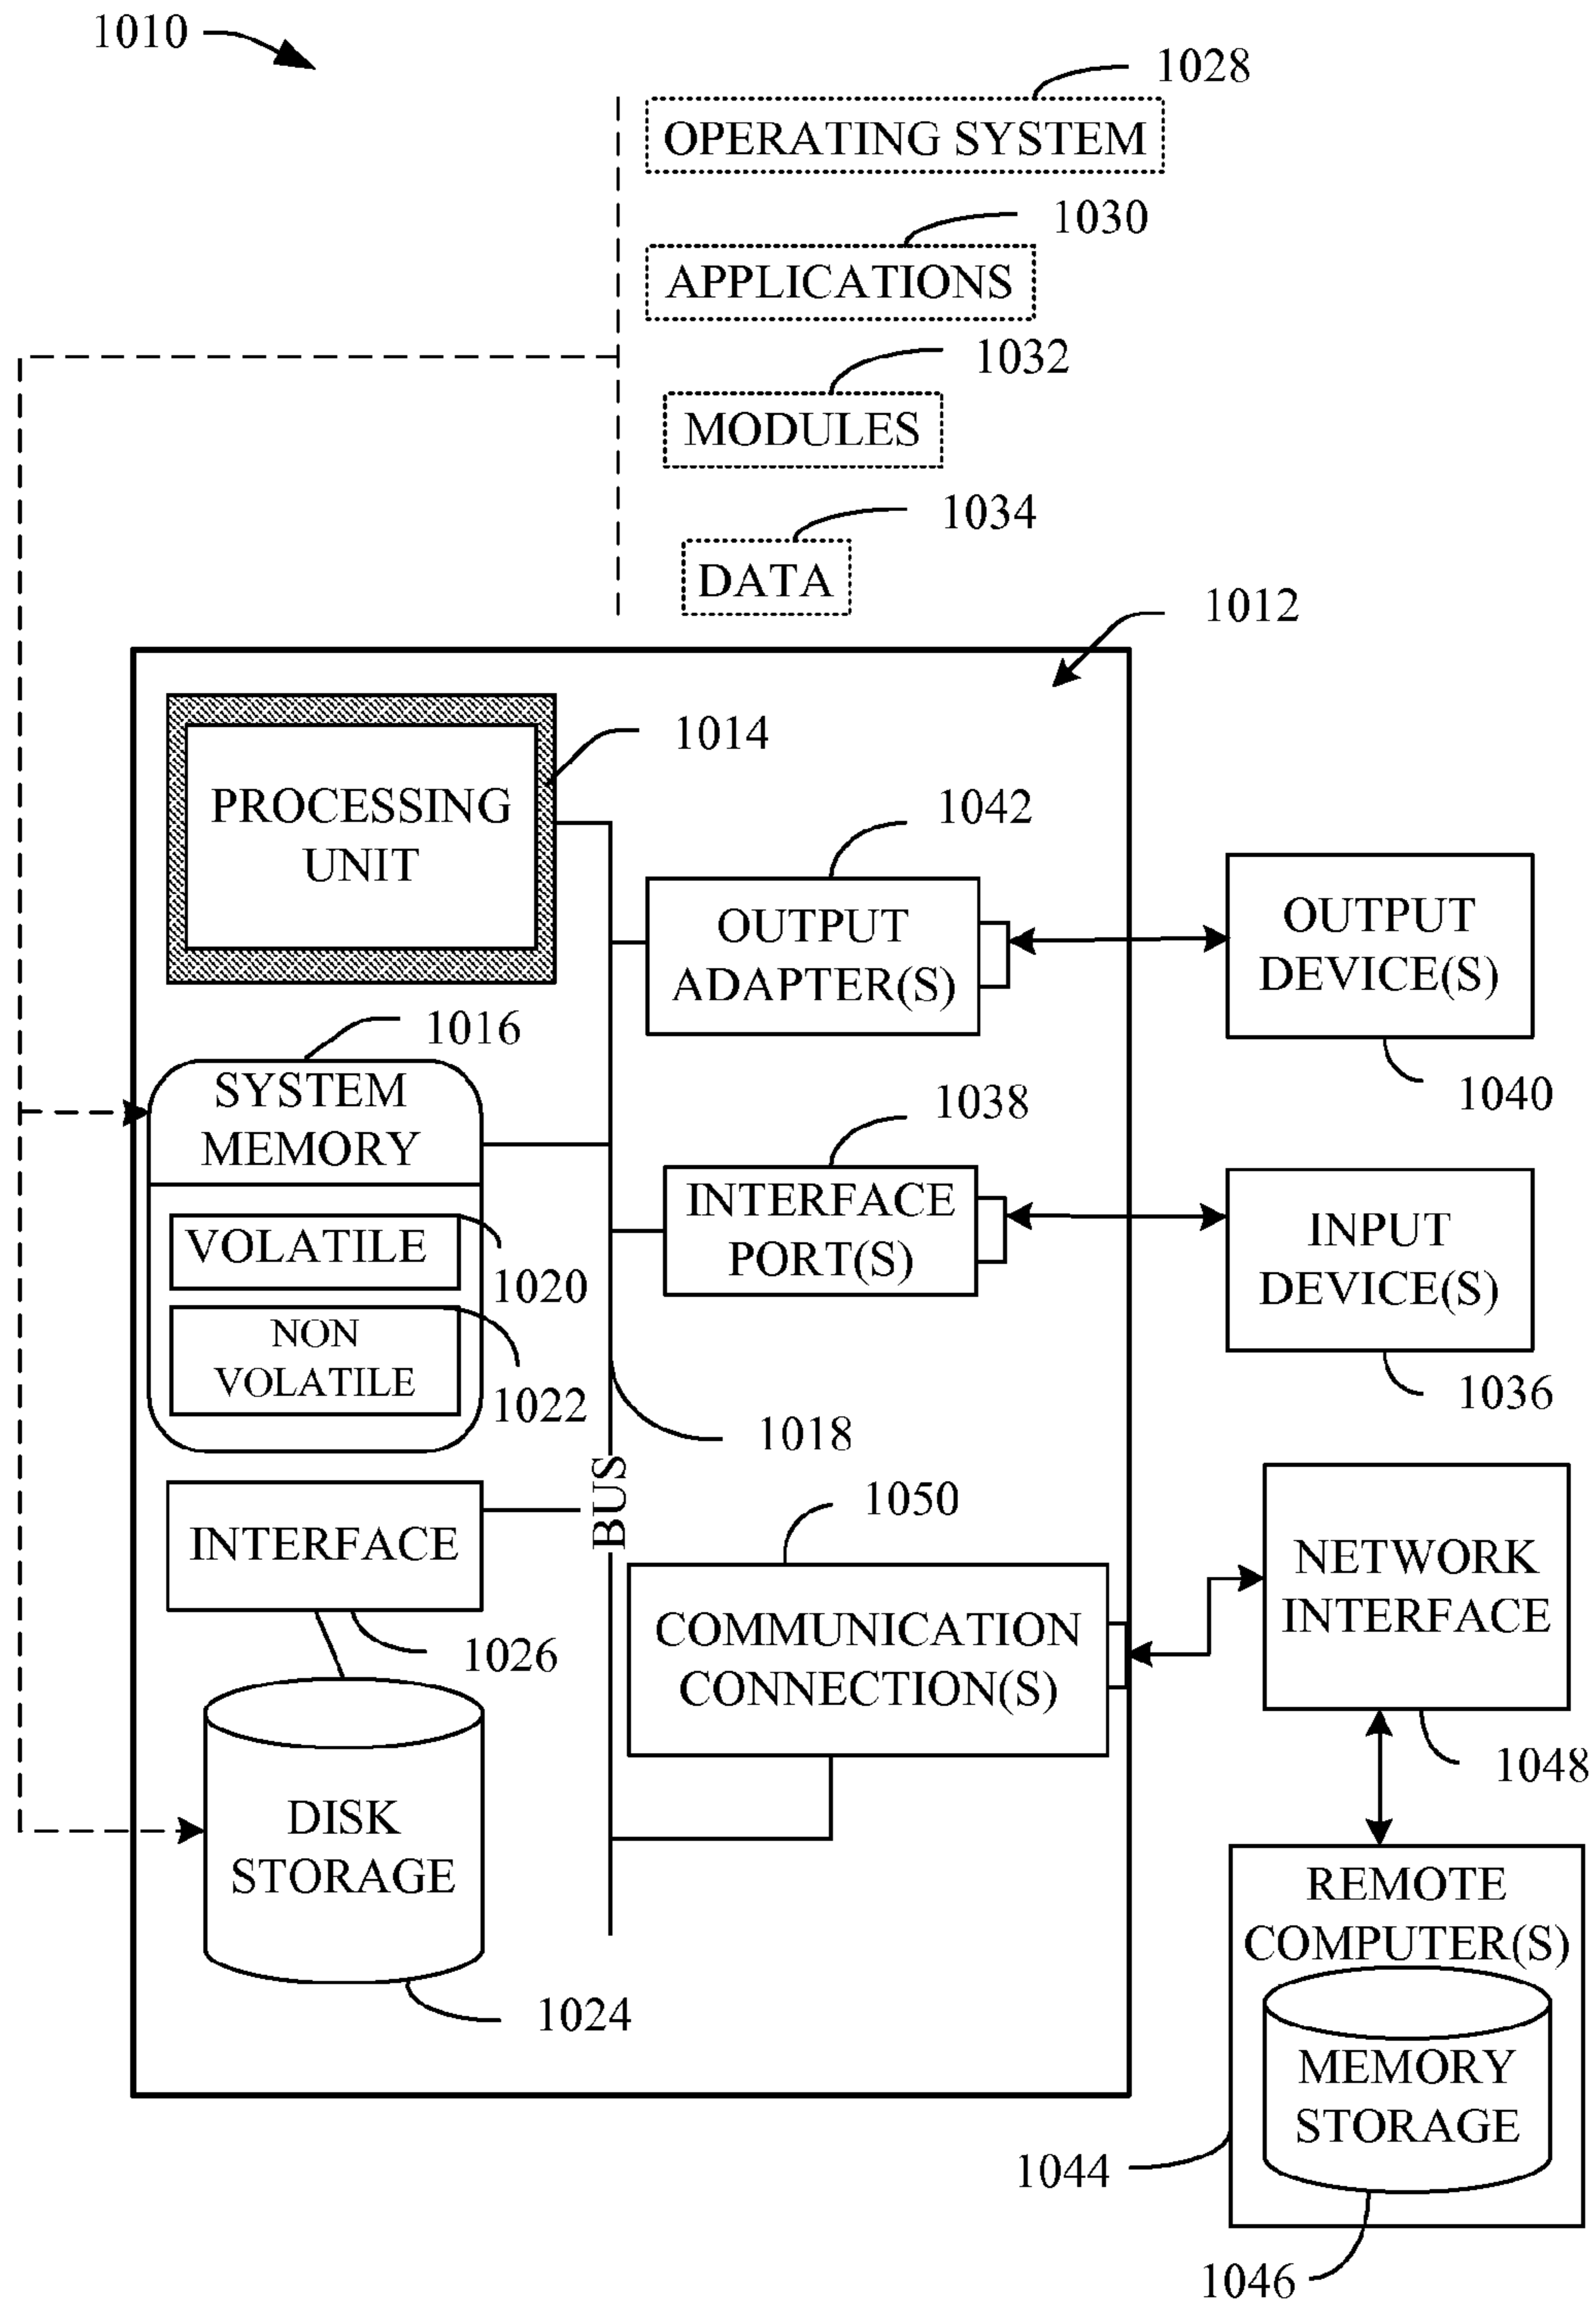 1010
1028
OPERATING SYSTEM
1030
APPLICATIONS
1032
MODULES
1034
DATA
1012
1014
PROCESSING
UNIT
1042
OUTPUT
ADAPTER(S)
OUTPUT
DEVICE(S)
1040
1016
SYSTEM
MEMORY
1038
INTERFACE
PORT(S)
INPUT
DEVICE(S)
1036
VOLATILE
1020
NON
VOLATILE
1022
1018
BUS
INTERFACE
1026
1050
COMMUNICATION
CONNECTION(S)
NETWORK
INTERFACE
1048
DISK
STORAGE
1024
REMOTE
COMPUTER(S)
MEMORY
STORAGE
1044
1046